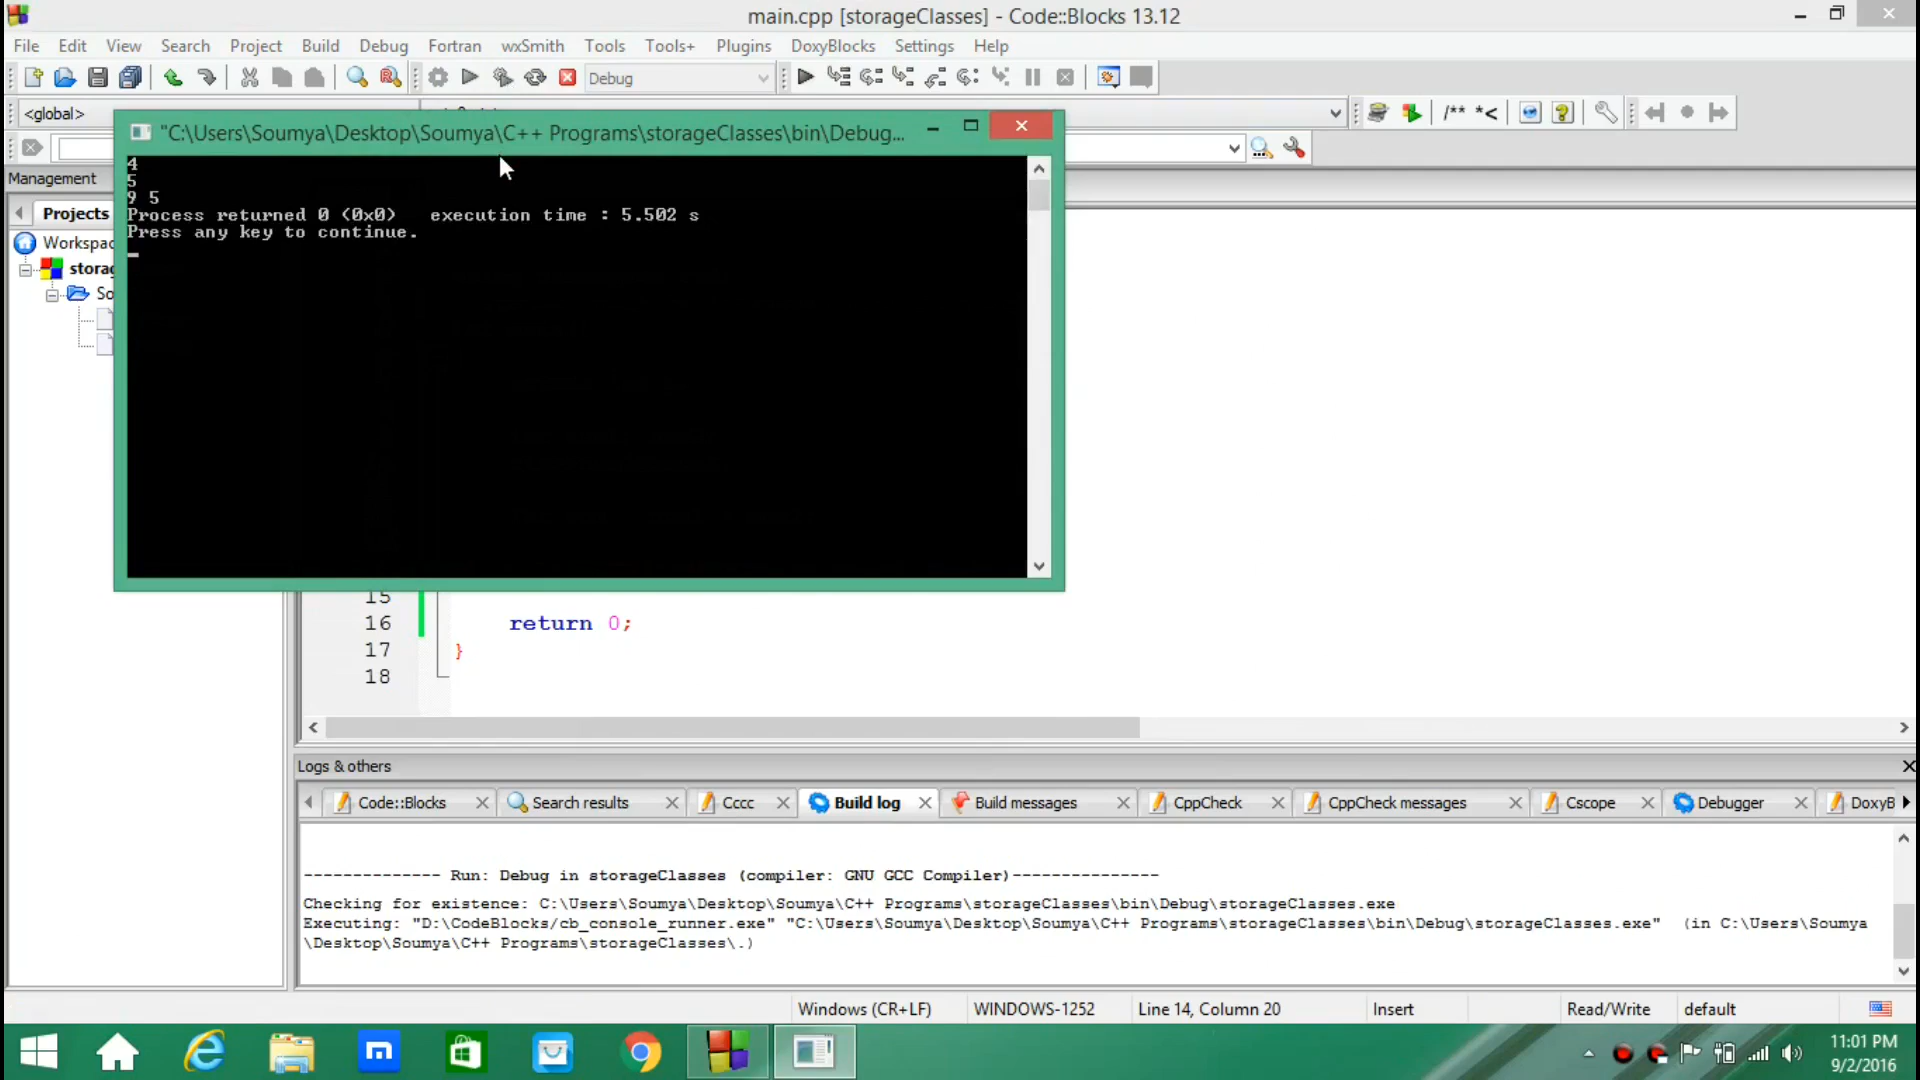 main.cpp [storageClasses] - Code::Blocks 13.12
File Edit View Search Project Build Debug Fortran wxSmith Tools Tools+ Plugins DoxyBlocks Settings Help
Debug
<global>
/** *<
"C:\Users\Soumya\Desktop\Soumya\C++ Programs\storageClasses\bin\Debug...
4
5
9 5
Process returned 0 (0x0)   execution time : 5.502 s
Press any key to continue.
Management
Projects
Workspac
storag
So
15
16 return 0;
17 }
18
Logs & others
Code::Blocks Search results Cccc Build log Build messages CppCheck CppCheck messages Cscope Debugger DoxyB
-------------- Run: Debug in storageClasses (compiler: GNU GCC Compiler)---------------
Checking for existence: C:\Users\Soumya\Desktop\Soumya\C++ Programs\storageClasses\bin\Debug\storageClasses.exe
Executing: "D:\CodeBlocks/cb_console_runner.exe" "C:\Users\Soumya\Desktop\Soumya\C++ Programs\storageClasses\bin\Debug\storageClasses.exe"  (in C:\Users\Soumya
\Desktop\Soumya\C++ Programs\storageClasses\.)
Windows (CR+LF) WINDOWS-1252 Line 14, Column 20 Insert Read/Write default
11:01 PM
9/2/2016